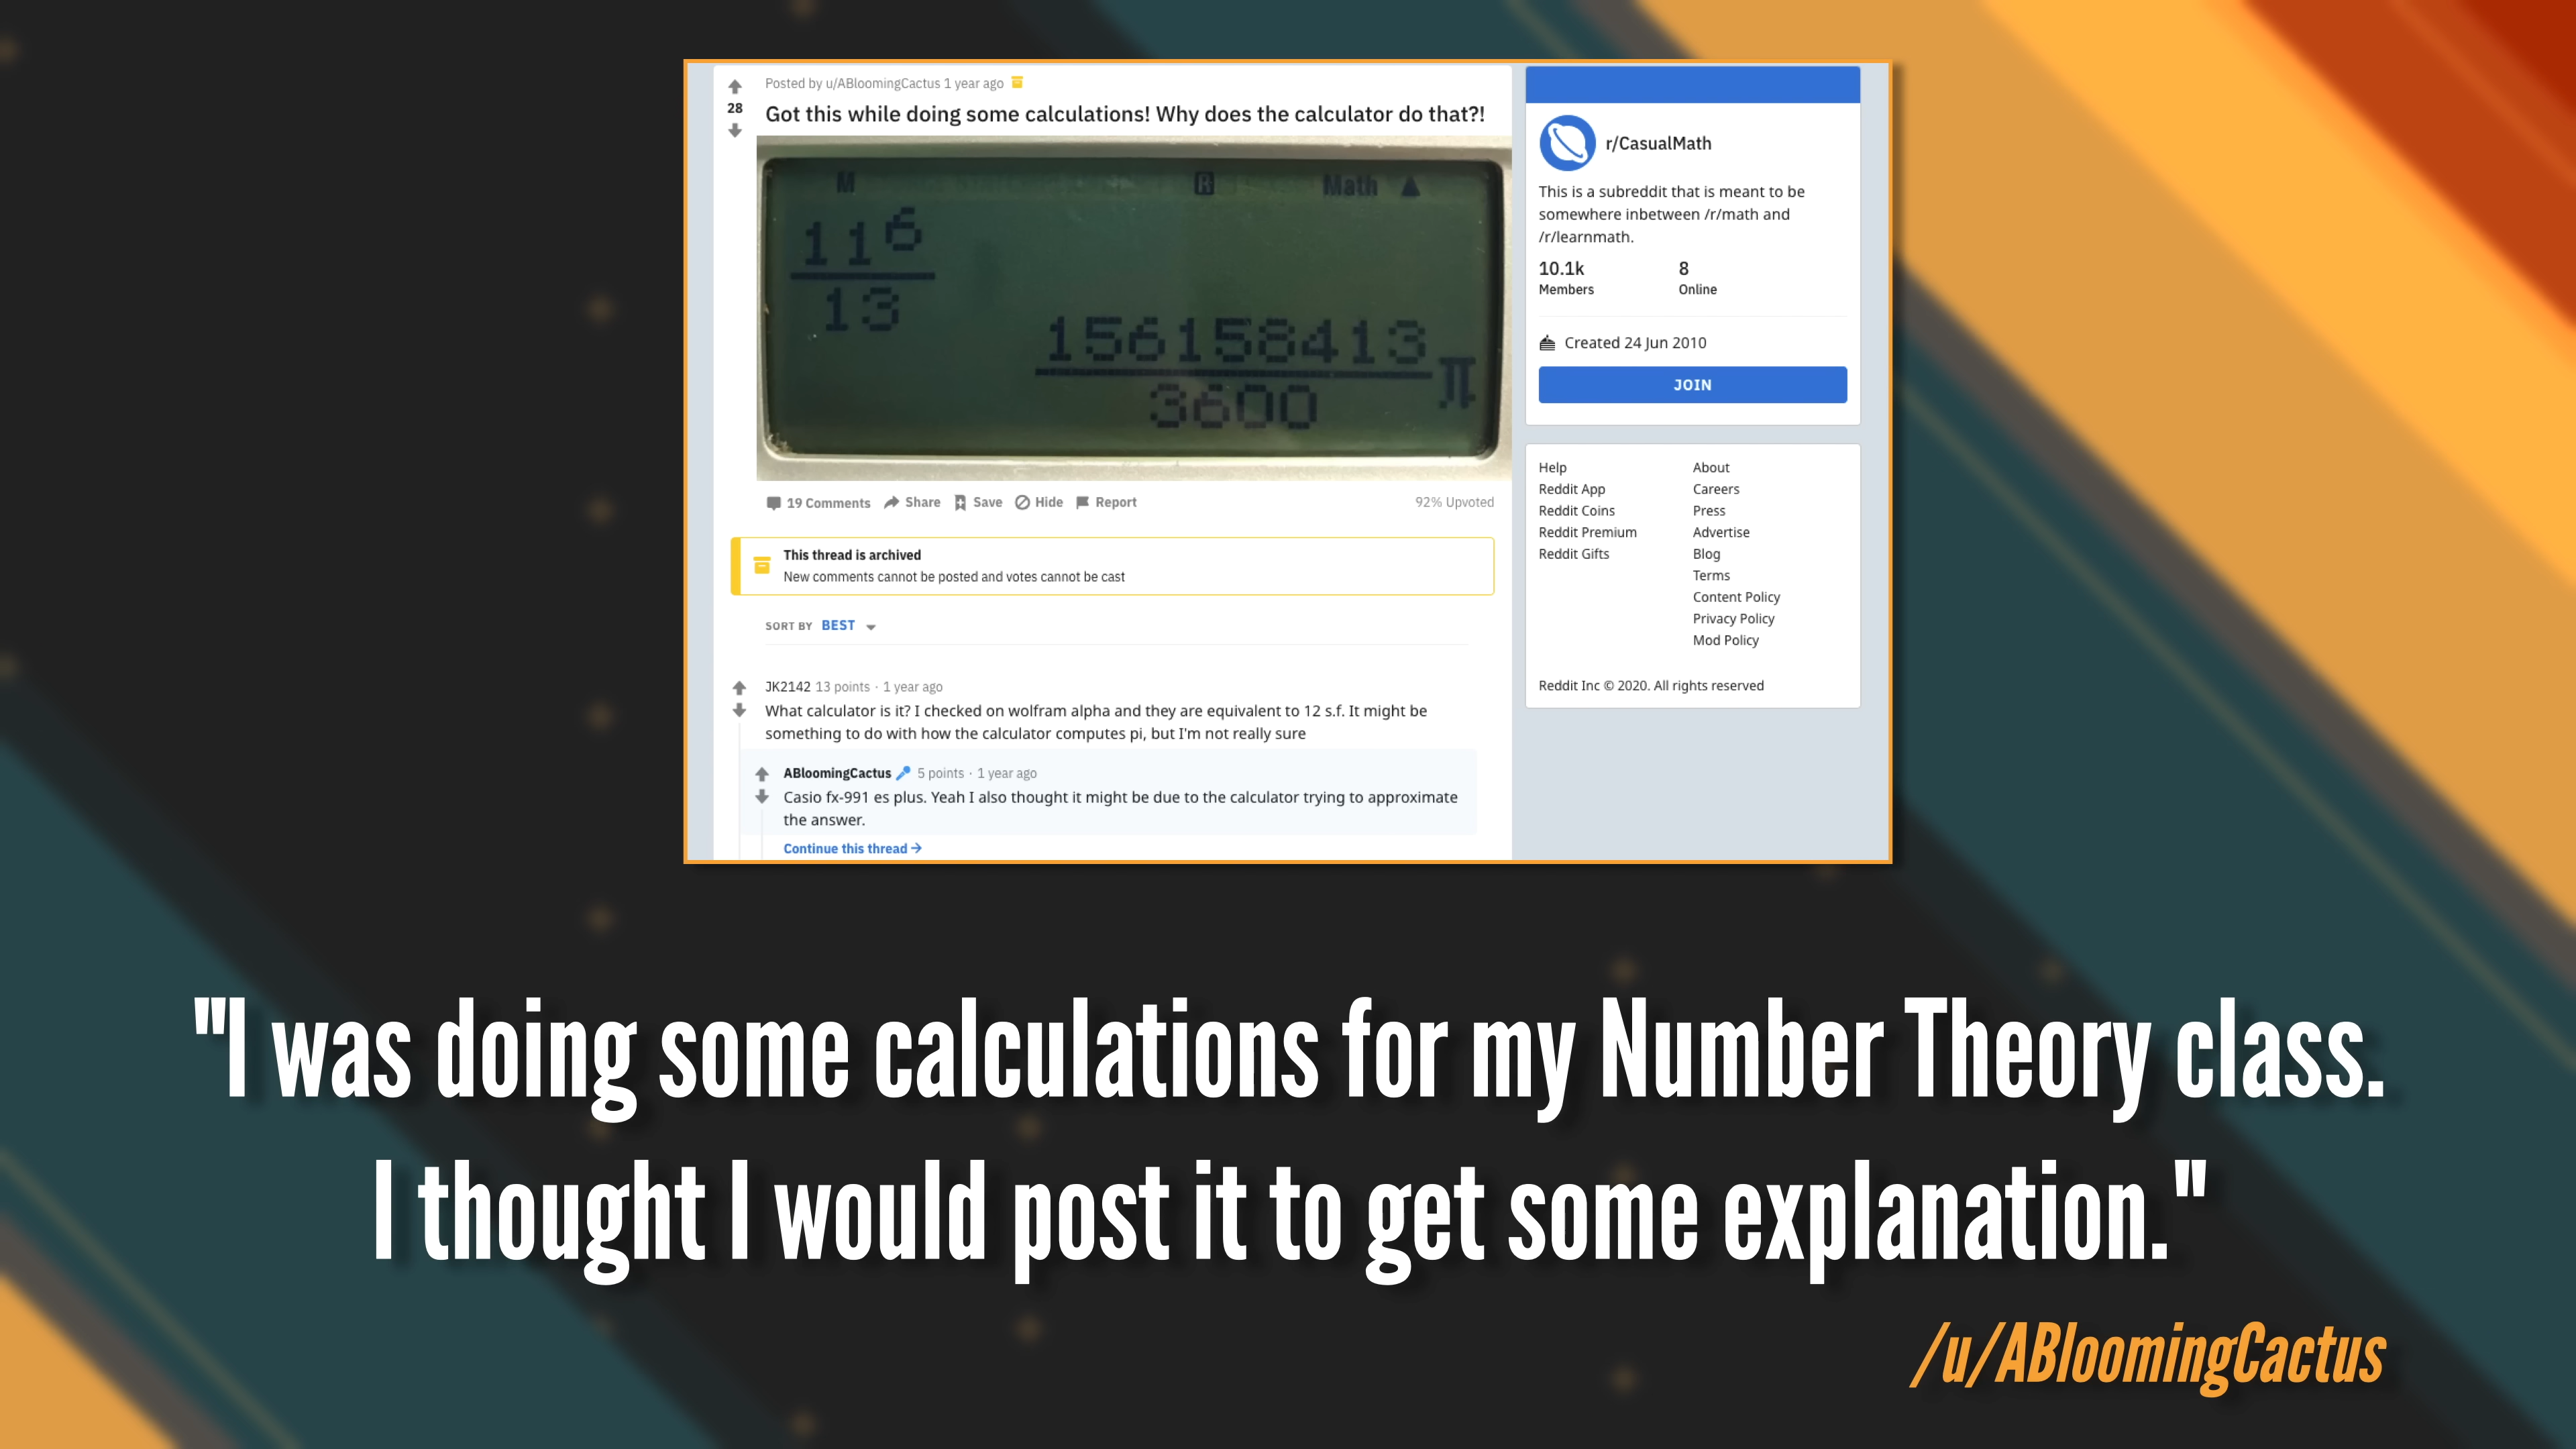 Posted by u/ABloomingCactus 1 year ago
28
Got this while doing some calculations! Why does the calculator do that?!
M R Math ▲
11⁶
13
156158413
π
3600
19 Comments Share Save Hide Report 92% Upvoted
This thread is archived
New comments cannot be posted and votes cannot be cast
SORT BY BEST
JK2142 13 points · 1 year ago
What calculator is it? I checked on wolfram alpha and they are equivalent to 12 s.f. It might be
something to do with how the calculator computes pi, but I'm not really sure
ABloomingCactus 5 points · 1 year ago
Casio fx-991 es plus. Yeah I also thought it might be due to the calculator trying to approximate
the answer.
Continue this thread →
r/CasualMath
This is a subreddit that is meant to be
somewhere inbetween /r/math and
/r/learnmath.
10.1k 8
Members Online
Created 24 Jun 2010
JOIN
Help About
Reddit App Careers
Reddit Coins Press
Reddit Premium Advertise
Reddit Gifts Blog
Terms
Content Policy
Privacy Policy
Mod Policy
Reddit Inc © 2020. All rights reserved
"I was doing some calculations for my Number Theory class.
I thought I would post it to get some explanation."
/u/ABloomingCactus